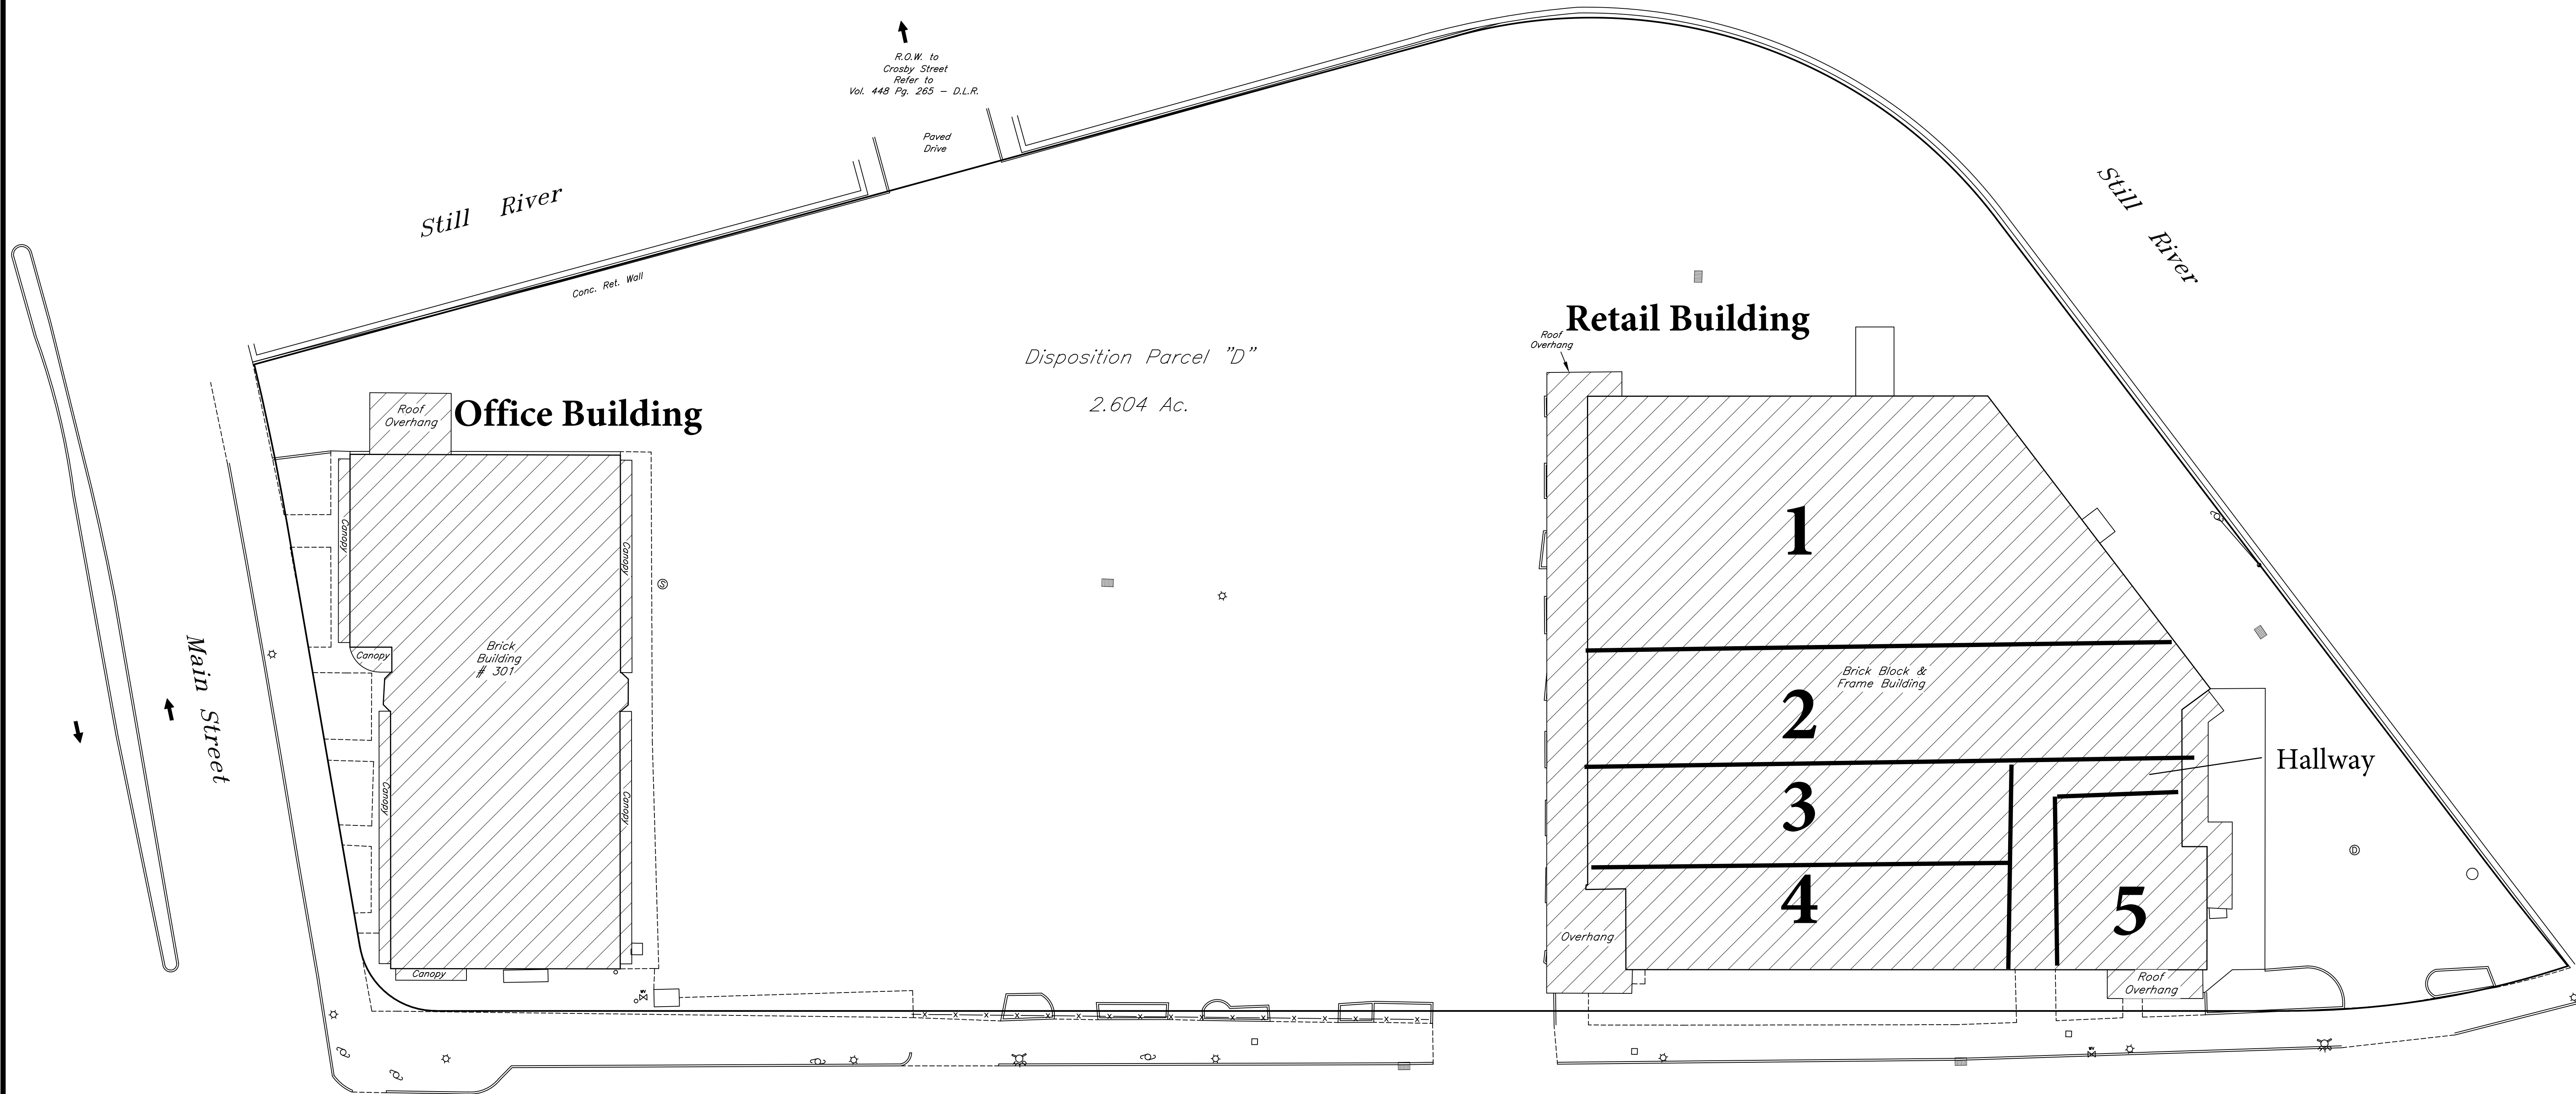 R.O.W. to
Crosby Street
Refer to
Vol. 448 Pg. 265 – D.L.R.
Paved
Drive
Still River
Conc. Ret. Wall
Still River
Retail Building
Roof
Overhang
Disposition Parcel "D"
2.604 Ac.
Office Building
Roof
Overhang
Canopy
Canopy
S
1
Brick
Building
# 301
Canopy
Main Street
Brick Block &
Frame Building
2
Hallway
3
Canopy
Canopy
D
4
5
Overhang
Canopy
Roof
Overhang
x x x x x x x x x x x x x x x x x